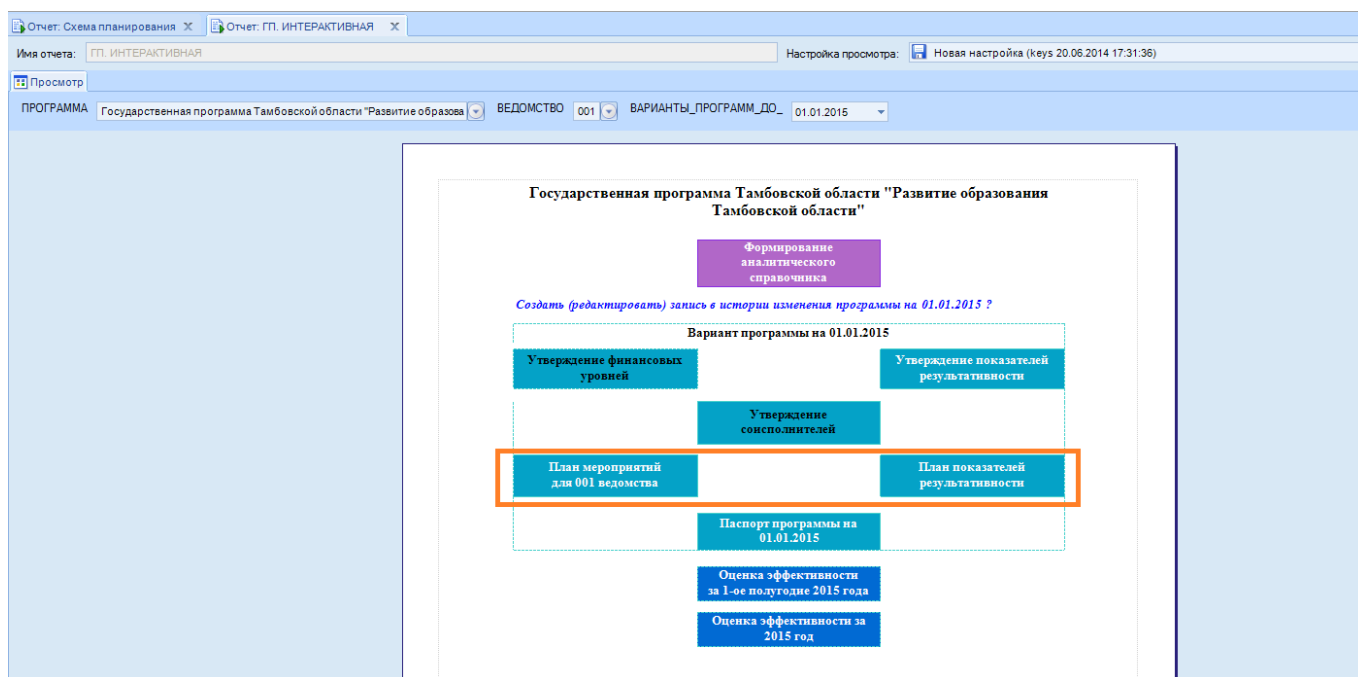 Отчет: Схема планирования X Отчет: ГП. ИНТЕРАКТИВНАЯ X
Имя отчета: ГП. ИНТЕРАКТИВНАЯ Настройка просмотра: Новая настройка (keys 20.06.2014 17:31:36)
Просмотр
ПРОГРАММА Государственная программа Тамбовской области "Развитие образова ВЕДОМСТВО 001 ВАРИАНТЫ_ПРОГРАММ_ДО_ 01.01.2015
Государственная программа Тамбовской области "Развитие образования
Тамбовской области"
Формирование
аналитического
справочника
Создать (редактировать) запись в истории изменения программы на 01.01.2015 ?
Вариант программы на 01.01.2015
Утверждение финансовых
уровней
Утверждение показателей
результативности
Утверждение
соисполнителей
План мероприятий
для 001 ведомства
План показателей
результативности
Паспорт программы на
01.01.2015
Оценка эффективности
за 1-ое полугодие 2015 года
Оценка эффективности за
2015 год